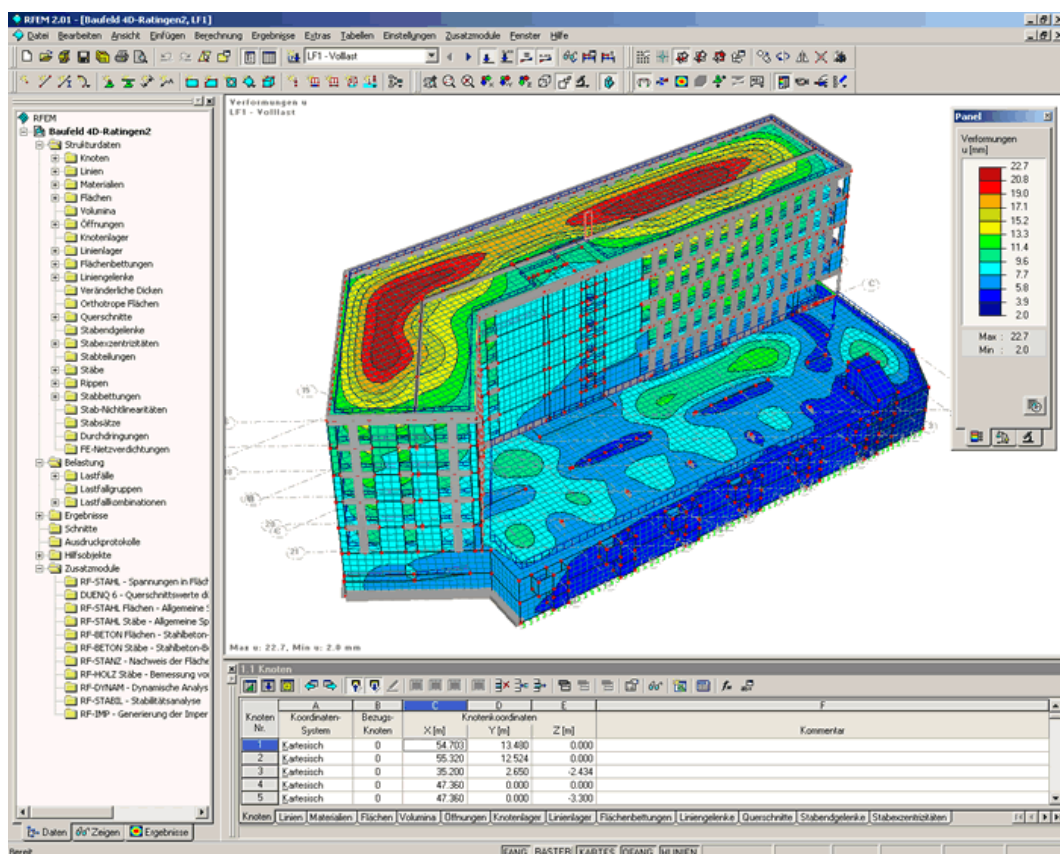 RFEM 2.01 - [Baufeld 4D-Ratingen2, LF1]
Datei Bearbeiten Ansicht Einfügen Berechnung Ergebnisse Extras Tabellen Einstellungen Zusatzmodule Fenster Hilfe
LF1 - Vollast
RFEM
Baufeld 4D-Ratingen2
Strukturdaten
Knoten
Linien
Materialien
Flächen
Volumina
Öffnungen
Knotenlager
Linienlager
Flächenbettungen
Liniengelenke
Veränderliche Dicken
Orthotrope Flächen
Querschnitte
Stabendgelenke
Stabexzentrizitäten
Stabteilungen
Stäbe
Rippen
Stabbettungen
Stab-Nichtlinearitäten
Stabsätze
Durchdringungen
FE-Netzverdichtungen
Belastung
Lastfälle
Lastfallgruppen
Lastfallkombinationen
Ergebnisse
Schnitte
Ausdruckprotokolle
Hilfsobjekte
Zusatzmodule
RF-STAHL - Spannungen in Fläch
DUENQ 6 - Querschnittswerte dü
RF-STAHL Flächen - Allgemeine S
RF-STAHL Stäbe - Allgemeine Sp
RF-BETON Flächen - Stahlbeton-
RF-BETON Stäbe - Stahlbeton-B
RF-STANZ - Nachweis der Fläche
RF-HOLZ Stäbe - Bemessung vo
RF-DYNAM - Dynamische Analys
RF-STABIL - Stabilitätsanalyse
RF-IMP - Generierung der Imper
Daten Zeigen Ergebnisse
Verformungen u
LF1 - Volllast
Max u: 22.7, Min u: 2.0 mm
Panel
Verformungen
u [mm]
22.7
20.8
19.0
17.1
15.2
13.3
11.4
9.6
7.7
5.8
3.9
2.0
Max : 22.7
Min : 2.0
1.1 Knoten
A B C D E F
Knoten Koordinaten- Bezugs- Knotenkoordinaten
Nr. System Knoten X [m] Y [m] Z [m] Kommentar
1 Kartesisch 0 54.703 13.480 0.000
2 Kartesisch 0 55.320 12.524 0.000
3 Kartesisch 0 35.200 2.650 -2.434
4 Kartesisch 0 47.360 0.000 0.000
5 Kartesisch 0 47.360 0.000 -3.300
Knoten Linien Materialien Flächen Volumina Öffnungen Knotenlager Linienlager Flächenbettungen Liniengelenke Querschnitte Stabendgelenke Stabexzentrizitäten
Bereit FANG RASTER KARTES OFANG HLINIEN